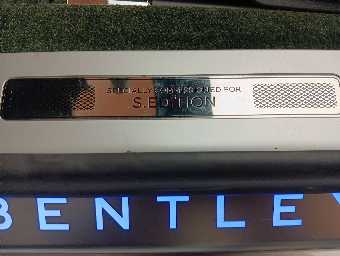 SPECIALLY COMMISSIONED FOR
S.EDITION
BENTLEY